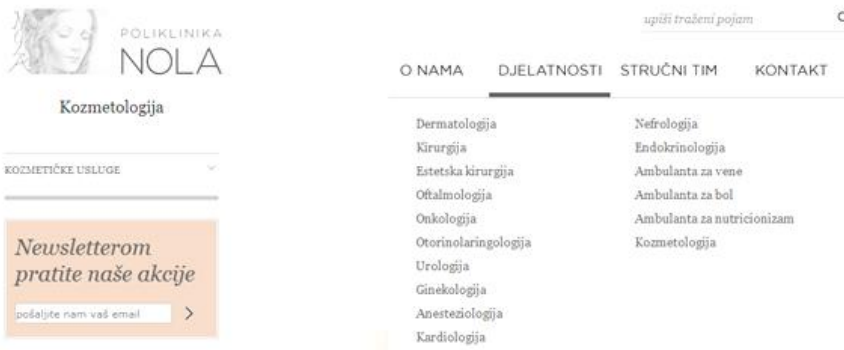 POLIKLINIKA
NOLA
Kozmetologija
KOZMETIČKE USLUGE
Newsletterom
pratite naše akcije
pošaljite nam vaš email
upiši traženi pojam
O NAMA DJELATNOSTI STRUČNI TIM KONTAKT
Dermatologija
Kirurgija
Estetska kirurgija
Oftalmologija
Onkologija
Otorinolaringologija
Urologija
Ginekologija
Anesteziologija
Kardiologija
Nefrologija
Endokrinologija
Ambulanta za vene
Ambulanta za bol
Ambulanta za nutricionizam
Kozmetologija